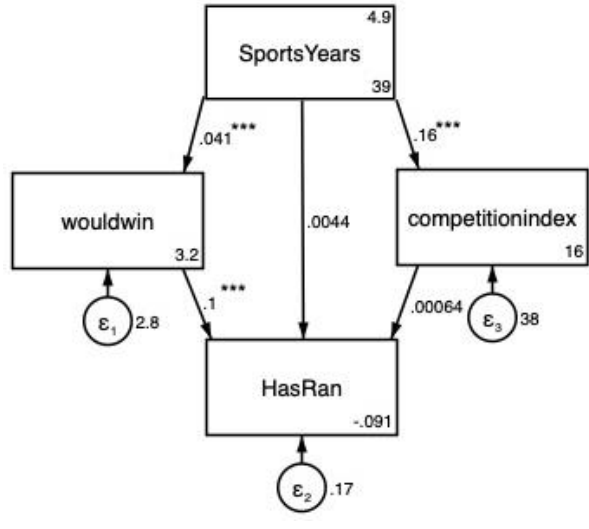 4.9
SportsYears
39
.041***
.16***
wouldwin
3.2
.0044
competitionindex
16
ε1
2.8
.1***
.00064
ε3
38
HasRan
-.091
ε2
.17